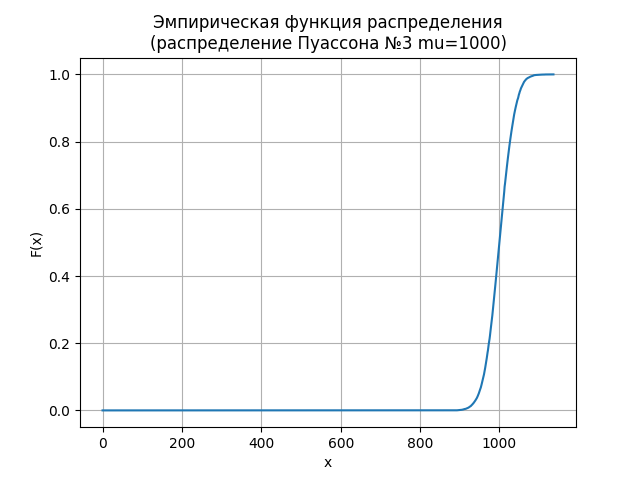 Эмпирическая функция распределения
(распределение Пуассона №3 mu=1000)
1.0
0.8
0.6
0.4
0.2
0.0
F(x)
0 200 400 600 800 1000
x